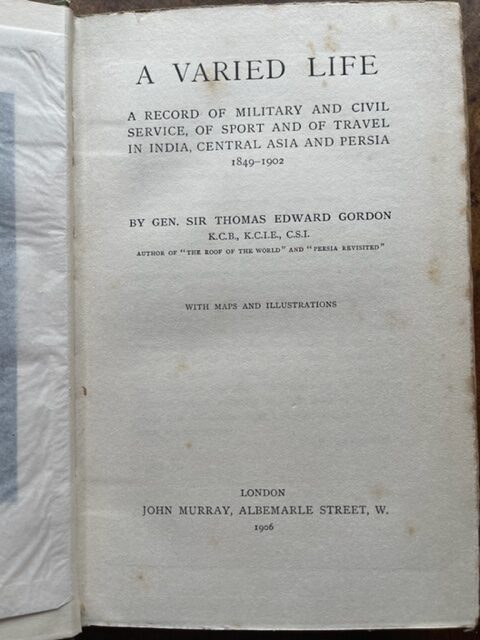 A VARIED LIFE
A RECORD OF MILITARY AND CIVIL
SERVICE, OF SPORT AND OF TRAVEL
IN INDIA, CENTRAL ASIA AND PERSIA
1849–1902
BY GEN. SIR THOMAS EDWARD GORDON
K.C.B., K.C.I.E., C.S.I.
AUTHOR OF "THE ROOF OF THE WORLD" AND "PERSIA REVISITED"
WITH MAPS AND ILLUSTRATIONS
LONDON
JOHN MURRAY, ALBEMARLE STREET, W.
1906